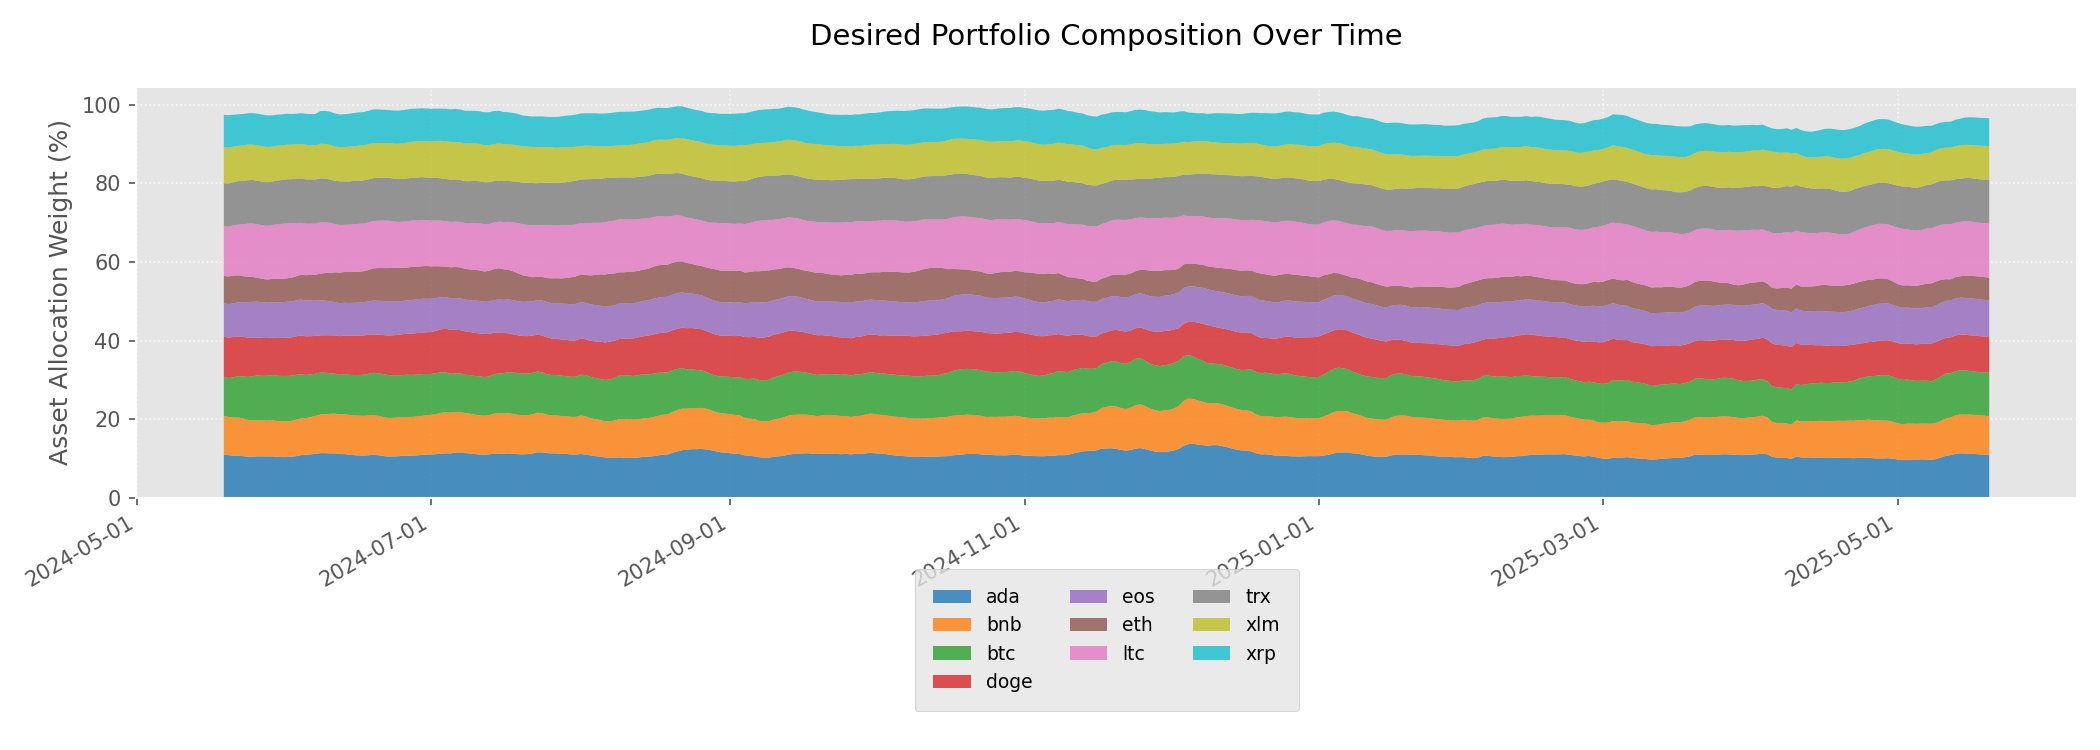 Desired Portfolio Composition Over Time
Asset Allocation Weight (%)
100
80
60
40
20
0
2024-05-01
2024-07-01
2024-09-01
2024-11-01
2025-01-01
2025-03-01
2025-05-01
ada
bnb
btc
doge
eos
eth
ltc
trx
xlm
xrp